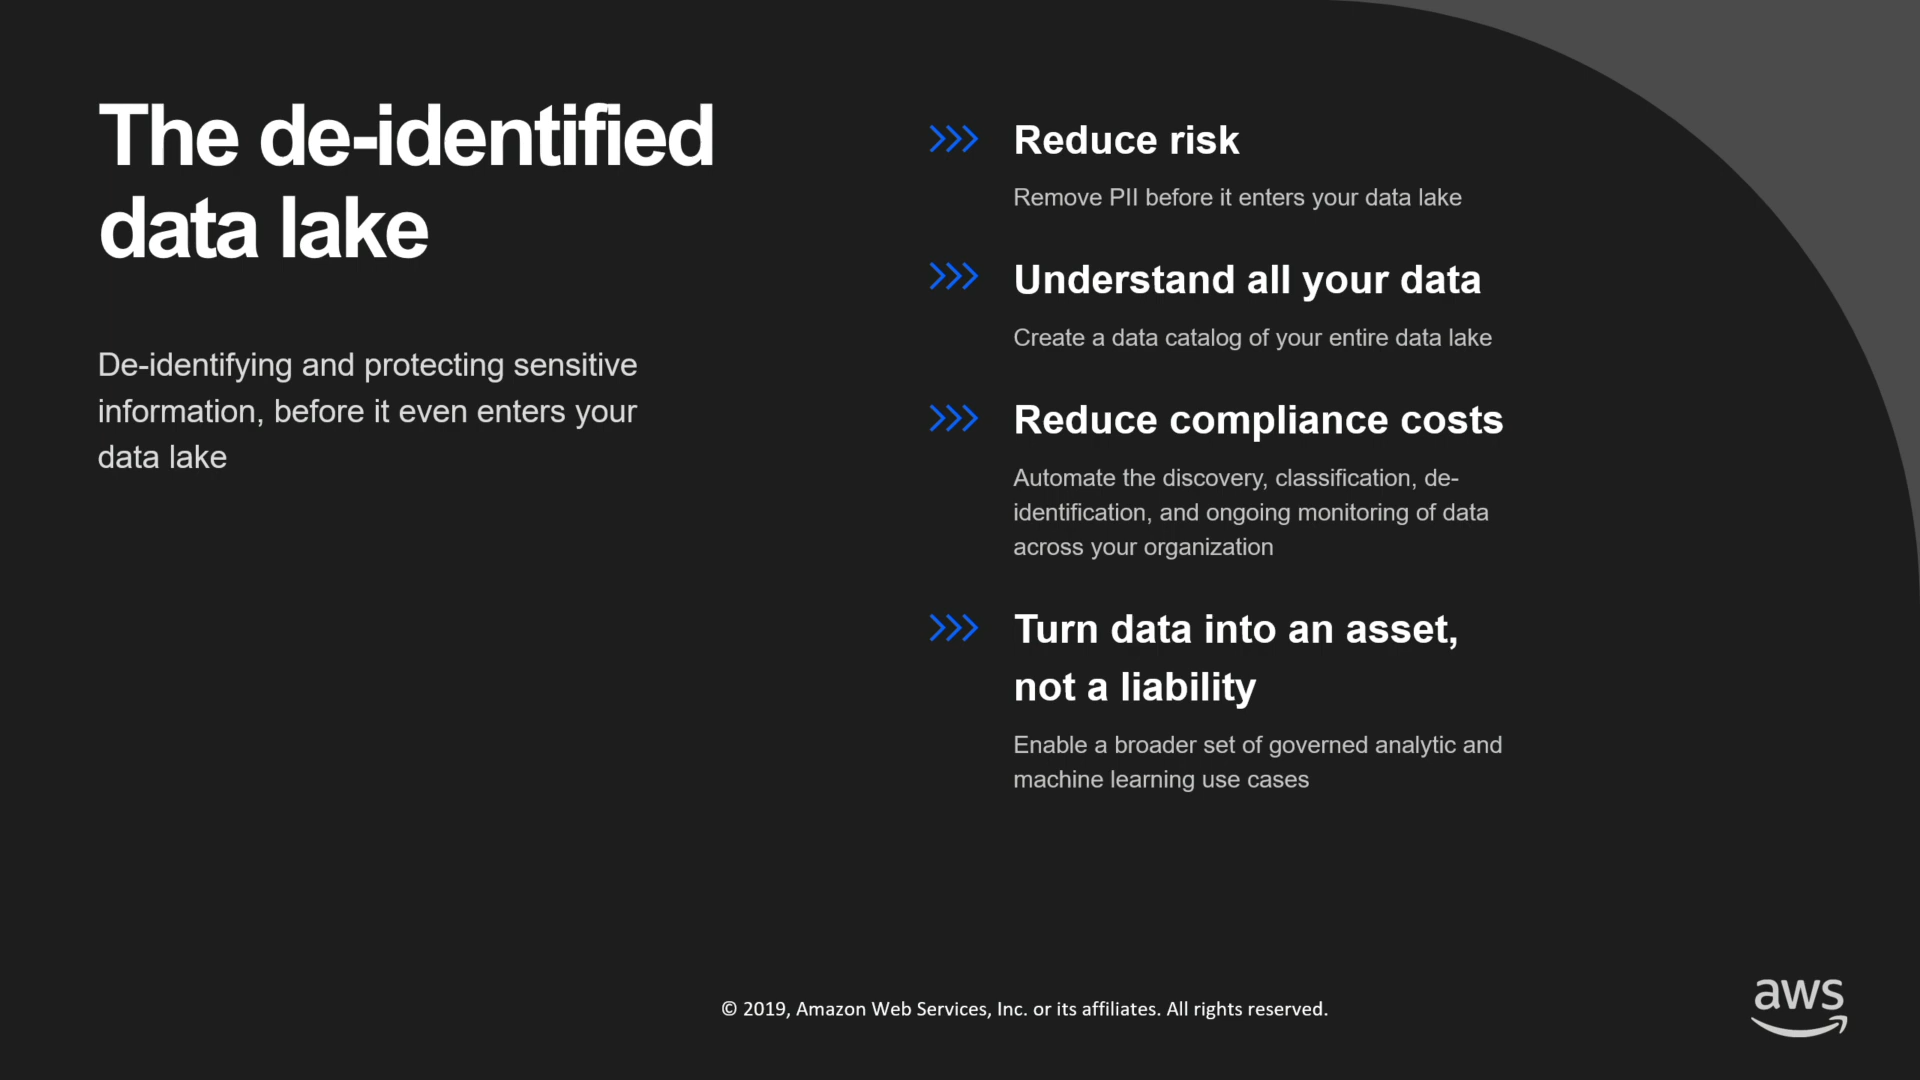 The de-identified
data lake
De-identifying and protecting sensitive
information, before it even enters your
data lake
Reduce risk
Remove PII before it enters your data lake
Understand all your data
Create a data catalog of your entire data lake
Reduce compliance costs
Automate the discovery, classification, de-
identification, and ongoing monitoring of data
across your organization
Turn data into an asset,
not a liability
Enable a broader set of governed analytic and
machine learning use cases
© 2019, Amazon Web Services, Inc. or its affiliates. All rights reserved.
aws